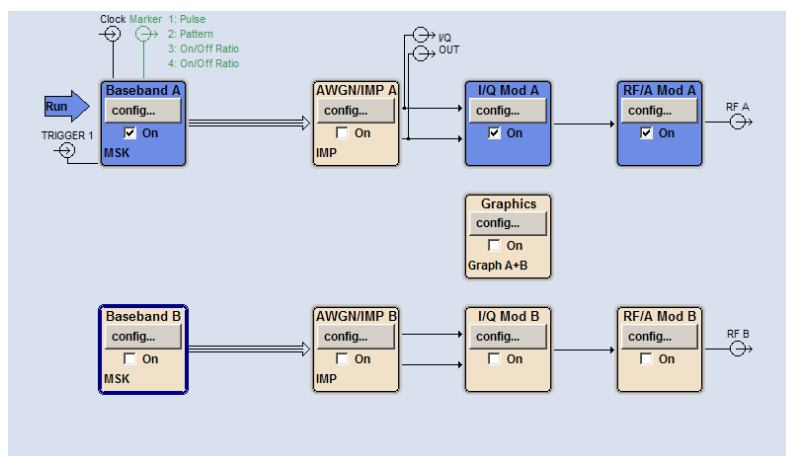 Clock Marker 1: Pulse
2: Pattern
3: On/Off Ratio
4: On/Off Ratio
I/Q
OUT
Run
TRIGGER 1
Baseband A
config...
On
MSK
AWGN/IMP A
config...
On
IMP
I/Q Mod A
config...
On
RF/A Mod A
config...
On
RF A
Graphics
config...
On
Graph A+B
Baseband B
config...
On
MSK
AWGN/IMP B
config...
On
IMP
I/Q Mod B
config...
On
RF/A Mod B
config...
On
RF B